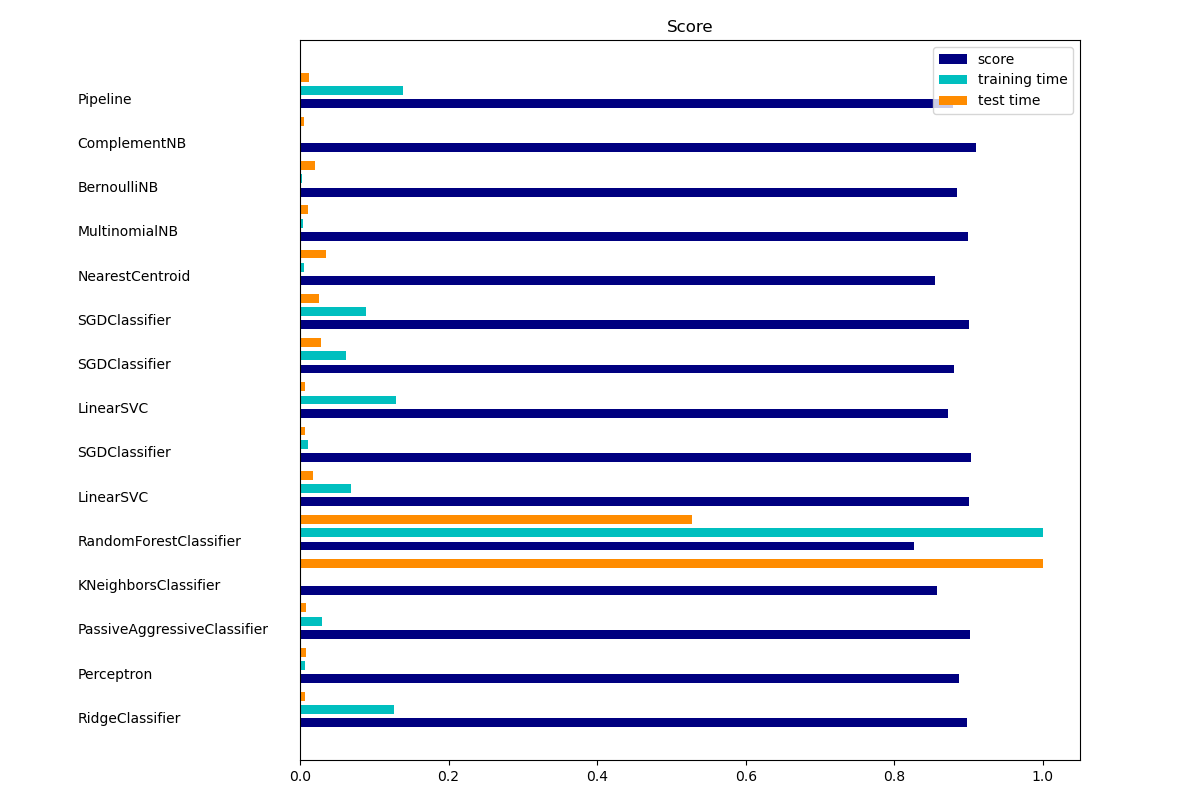 Score
score
training time
test time
Pipeline
ComplementNB
BernoulliNB
MultinomialNB
NearestCentroid
SGDClassifier
SGDClassifier
LinearSVC
SGDClassifier
LinearSVC
RandomForestClassifier
KNeighborsClassifier
PassiveAggressiveClassifier
Perceptron
RidgeClassifier
0.0 0.2 0.4 0.6 0.8 1.0